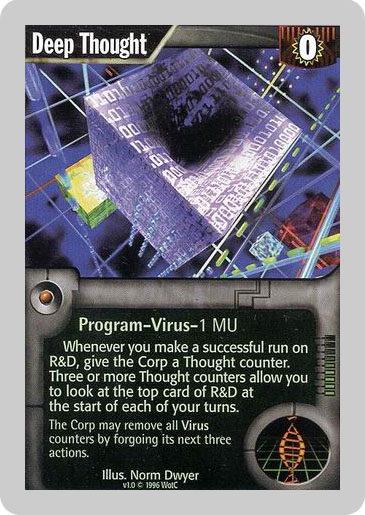 Deep Thought
0
Program–Virus–1 MU
Whenever you make a successful run on
R&D, give the Corp a Thought counter.
Three or more Thought counters allow you
to look at the top card of R&D at
the start of each of your turns.
The Corp may remove all Virus
counters by forgoing its next three
actions.
Illus. Norm Dwyer
v1.0 © 1996 WotC